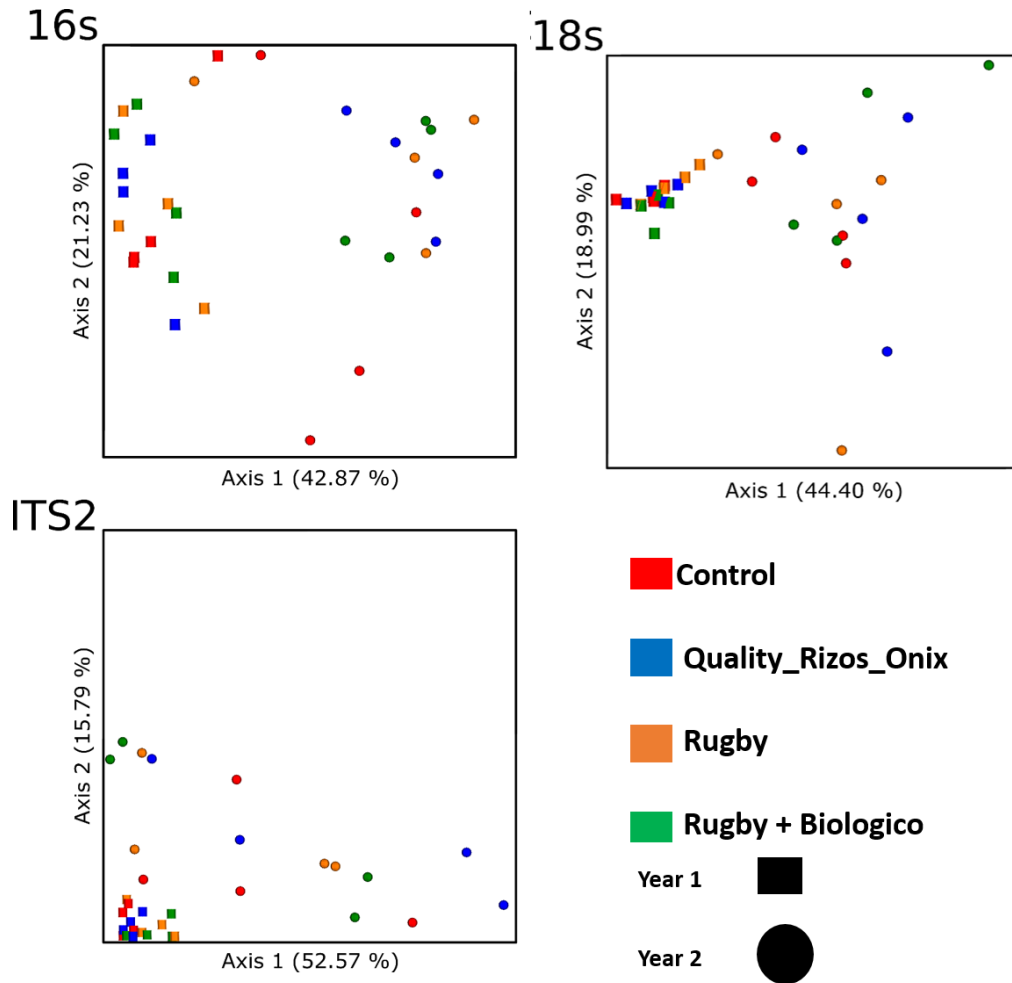 16s
18s
Axis 2 (21.23 %)
Axis 1 (42.87 %)
Axis 2 (18.99 %)
Axis 1 (44.40 %)
ITS2
Axis 2 (15.79 %)
Axis 1 (52.57 %)
Control
Quality_Rizos_Onix
Rugby
Rugby + Biologico
Year 1
Year 2